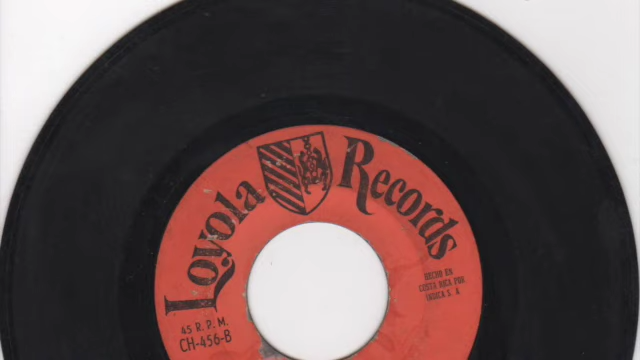 Loyola Records
HECHO EN
COSTA RICA POR
INDICA S. A
45 R. P. M.
CH-456-B